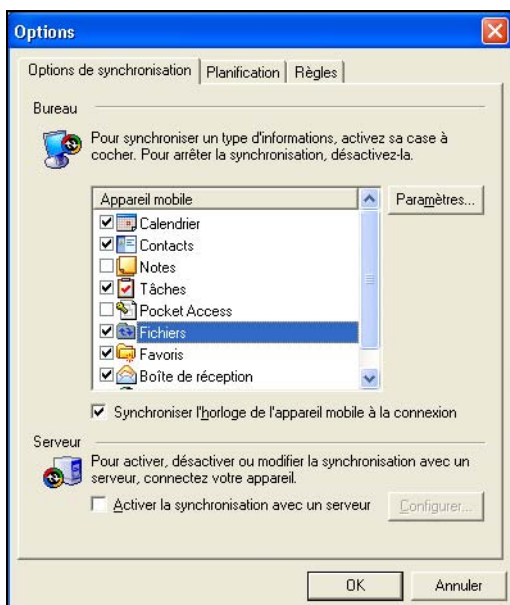 Options
Options de synchronisation
Planification
Règles
Bureau
Pour synchroniser un type d'informations, activez sa case à
cocher. Pour arrêter la synchronisation, désactivez-la.
Appareil mobile
Paramètres...
Calendrier
Contacts
Notes
Tâches
Pocket Access
Fichiers
Favoris
Boîte de réception
Synchroniser l'horloge de l'appareil mobile à la connexion
Serveur
Pour activer, désactiver ou modifier la synchronisation avec un
serveur, connectez votre appareil.
Activer la synchronisation avec un serveur
Configurer...
OK
Annuler